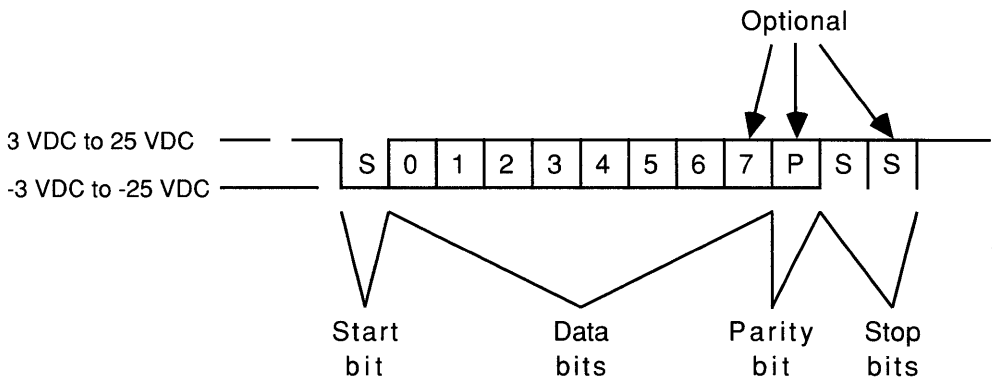 Optional
3 VDC to 25 VDC
S 0 1 2 3 4 5 6 7 P S S
-3 VDC to -25 VDC
Start bit
Data bits
Parity bit
Stop bits